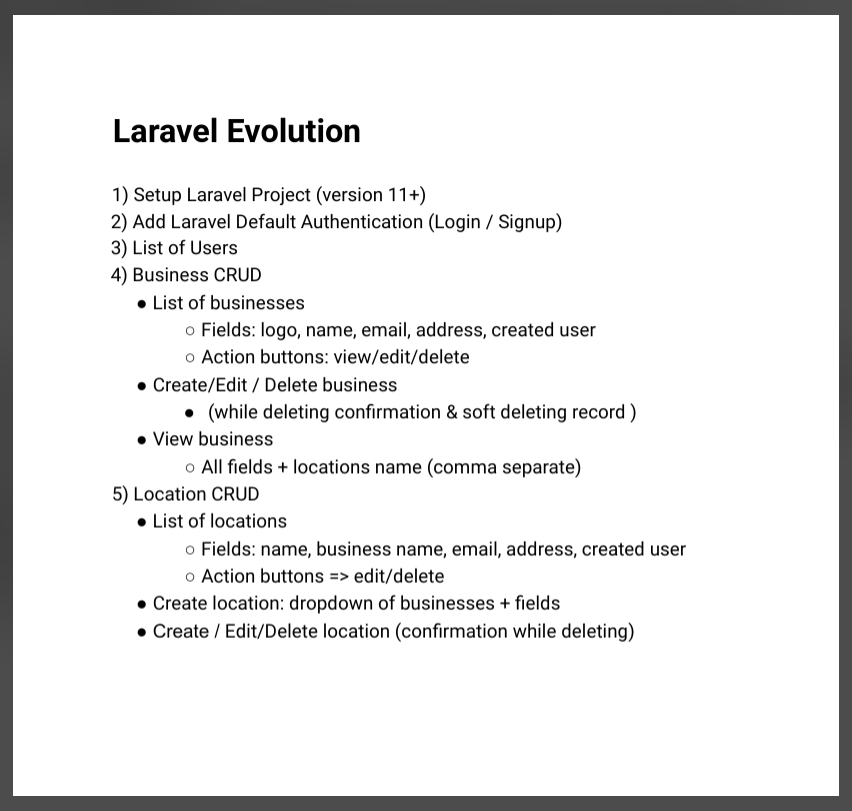 Laravel Evolution
1) Setup Laravel Project (version 11+)
2) Add Laravel Default Authentication (Login / Signup)
3) List of Users
4) Business CRUD
● List of businesses
○ Fields: logo, name, email, address, created user
○ Action buttons: view/edit/delete
● Create/Edit / Delete business
● (while deleting confirmation & soft deleting record )
● View business
○ All fields + locations name (comma separate)
5) Location CRUD
● List of locations
○ Fields: name, business name, email, address, created user
○ Action buttons => edit/delete
● Create location: dropdown of businesses + fields
● Create / Edit/Delete location (confirmation while deleting)